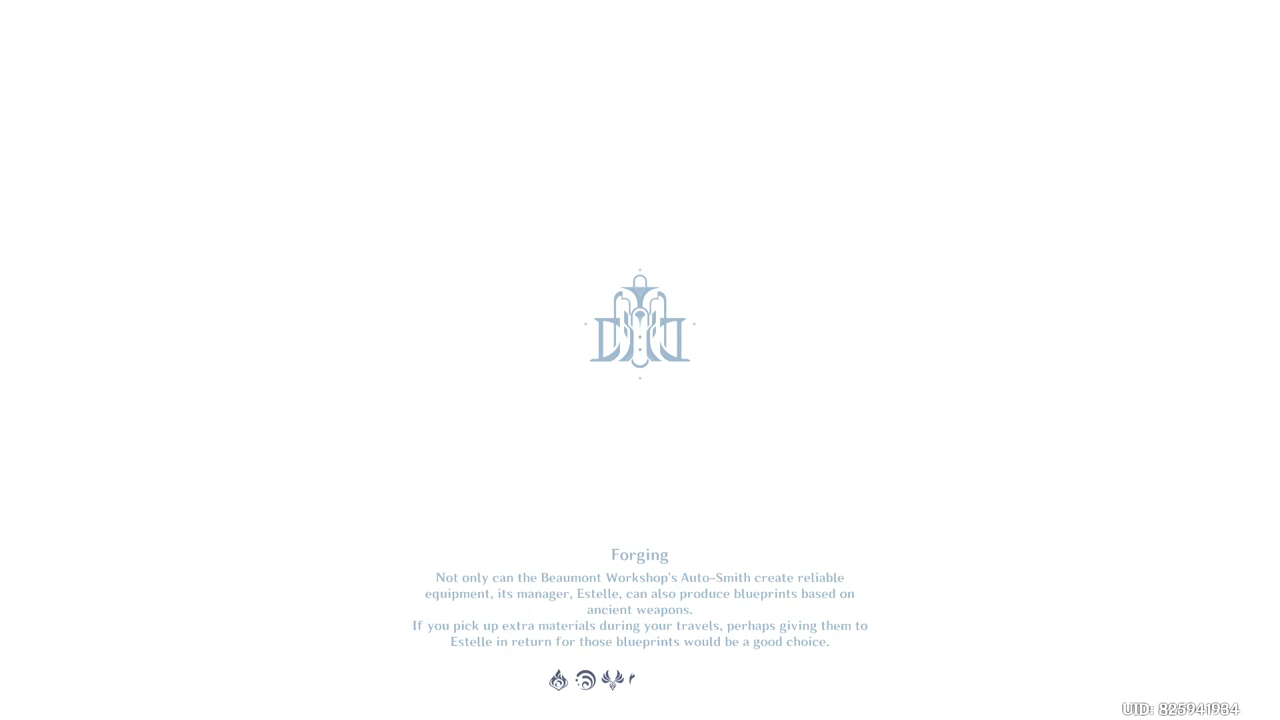 Forging
Not only can the Beaumont Workshop's Auto-Smith create reliable
equipment, its manager, Estelle, can also produce blueprints based on
ancient weapons.
If you pick up extra materials during your travels, perhaps giving them to
Estelle in return for those blueprints would be a good choice.
UID: 825941934